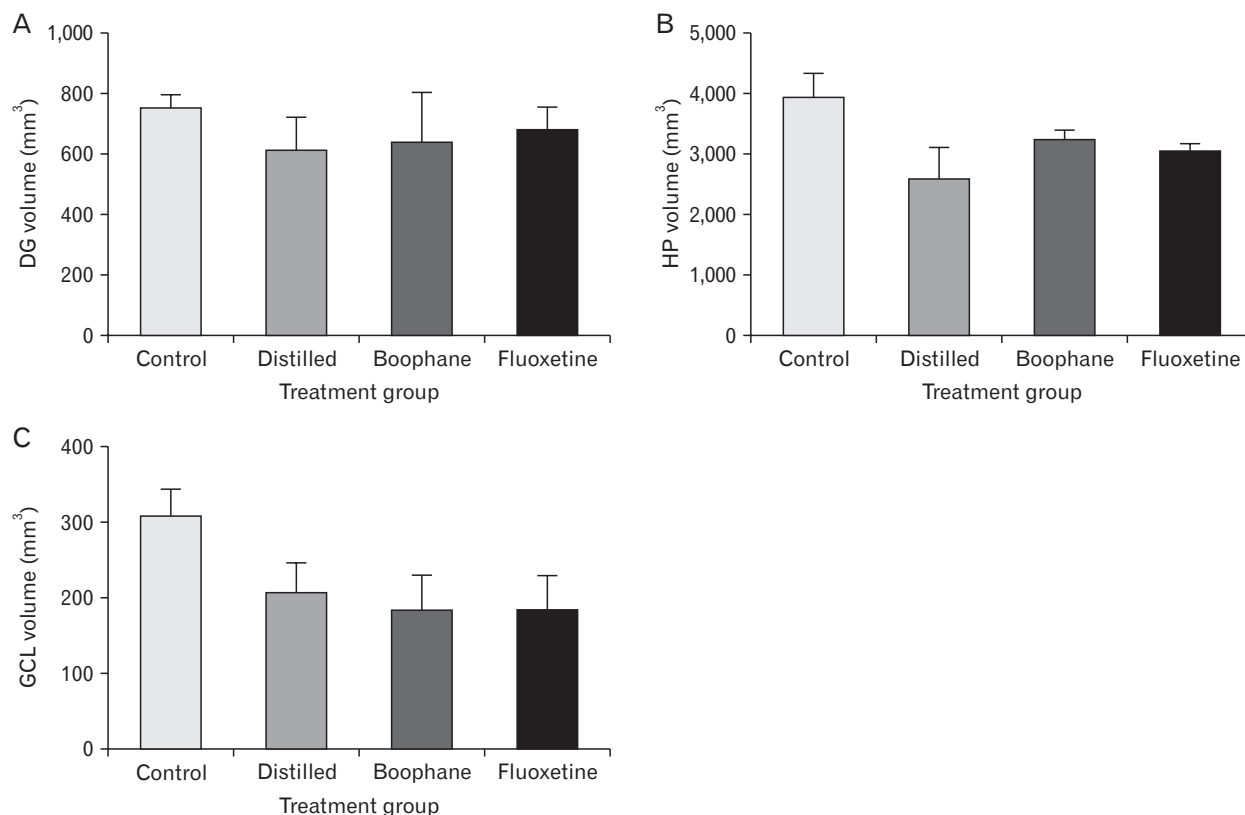 A
DG volume (mm³)
1,000
800
600
400
200
0
Control Distilled Boophane Fluoxetine
Treatment group
B
HP volume (mm³)
5,000
4,000
3,000
2,000
1,000
0
Control Distilled Boophane Fluoxetine
Treatment group
C
GCL volume (mm³)
400
300
200
100
0
Control Distilled Boophane Fluoxetine
Treatment group